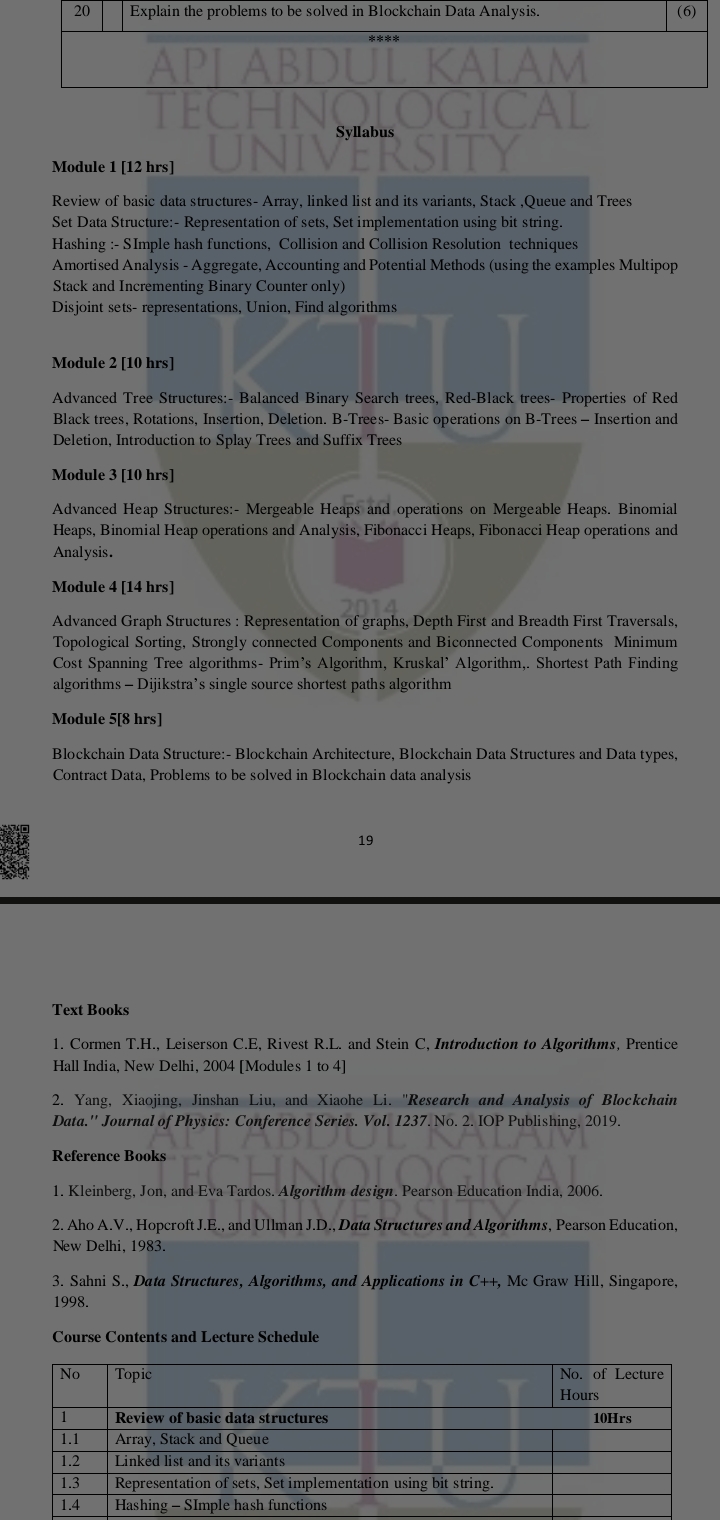 20 Explain the problems to be solved in Blockchain Data Analysis. (6)
****
APJ ABDUL KALAM
TECHNOLOGICAL
UNIVERSITY
Syllabus
Module 1 [12 hrs]
Review of basic data structures- Array, linked list and its variants, Stack ,Queue and Trees
Set Data Structure:- Representation of sets, Set implementation using bit string.
Hashing :- SImple hash functions, Collision and Collision Resolution techniques
Amortised Analysis - Aggregate, Accounting and Potential Methods (using the examples Multipop
Stack and Incrementing Binary Counter only)
Disjoint sets- representations, Union, Find algorithms
KTU
Module 2 [10 hrs]
Advanced Tree Structures:- Balanced Binary Search trees, Red-Black trees- Properties of Red
Black trees, Rotations, Insertion, Deletion. B-Trees- Basic operations on B-Trees – Insertion and
Deletion, Introduction to Splay Trees and Suffix Trees
Module 3 [10 hrs]
Estd.
Advanced Heap Structures:- Mergeable Heaps and operations on Mergeable Heaps. Binomial
Heaps, Binomial Heap operations and Analysis, Fibonacci Heaps, Fibonacci Heap operations and
Analysis.
Module 4 [14 hrs]
2014
Advanced Graph Structures : Representation of graphs, Depth First and Breadth First Traversals,
Topological Sorting, Strongly connected Components and Biconnected Components Minimum
Cost Spanning Tree algorithms- Prim’s Algorithm, Kruskal’ Algorithm,. Shortest Path Finding
algorithms – Dijikstra’s single source shortest paths algorithm
Module 5[8 hrs]
Blockchain Data Structure:- Blockchain Architecture, Blockchain Data Structures and Data types,
Contract Data, Problems to be solved in Blockchain data analysis
19
Text Books
1. Cormen T.H., Leiserson C.E, Rivest R.L. and Stein C, Introduction to Algorithms, Prentice
Hall India, New Delhi, 2004 [Modules 1 to 4]
2. Yang, Xiaojing, Jinshan Liu, and Xiaohe Li. "Research and Analysis of Blockchain
Data." Journal of Physics: Conference Series. Vol. 1237. No. 2. IOP Publishing, 2019.
APJ ABDUL KALAM
TECHNOLOGICAL
UNIVERSITY
Reference Books
1. Kleinberg, Jon, and Eva Tardos. Algorithm design. Pearson Education India, 2006.
2. Aho A.V., Hopcroft J.E., and Ullman J.D., Data Structures and Algorithms, Pearson Education,
New Delhi, 1983.
3. Sahni S., Data Structures, Algorithms, and Applications in C++, Mc Graw Hill, Singapore,
1998.
Course Contents and Lecture Schedule
No Topic No. of Lecture
Hours
1 Review of basic data structures 10Hrs
1.1 Array, Stack and Queue
1.2 Linked list and its variants
1.3 Representation of sets, Set implementation using bit string.
1.4 Hashing – SImple hash functions
KTU